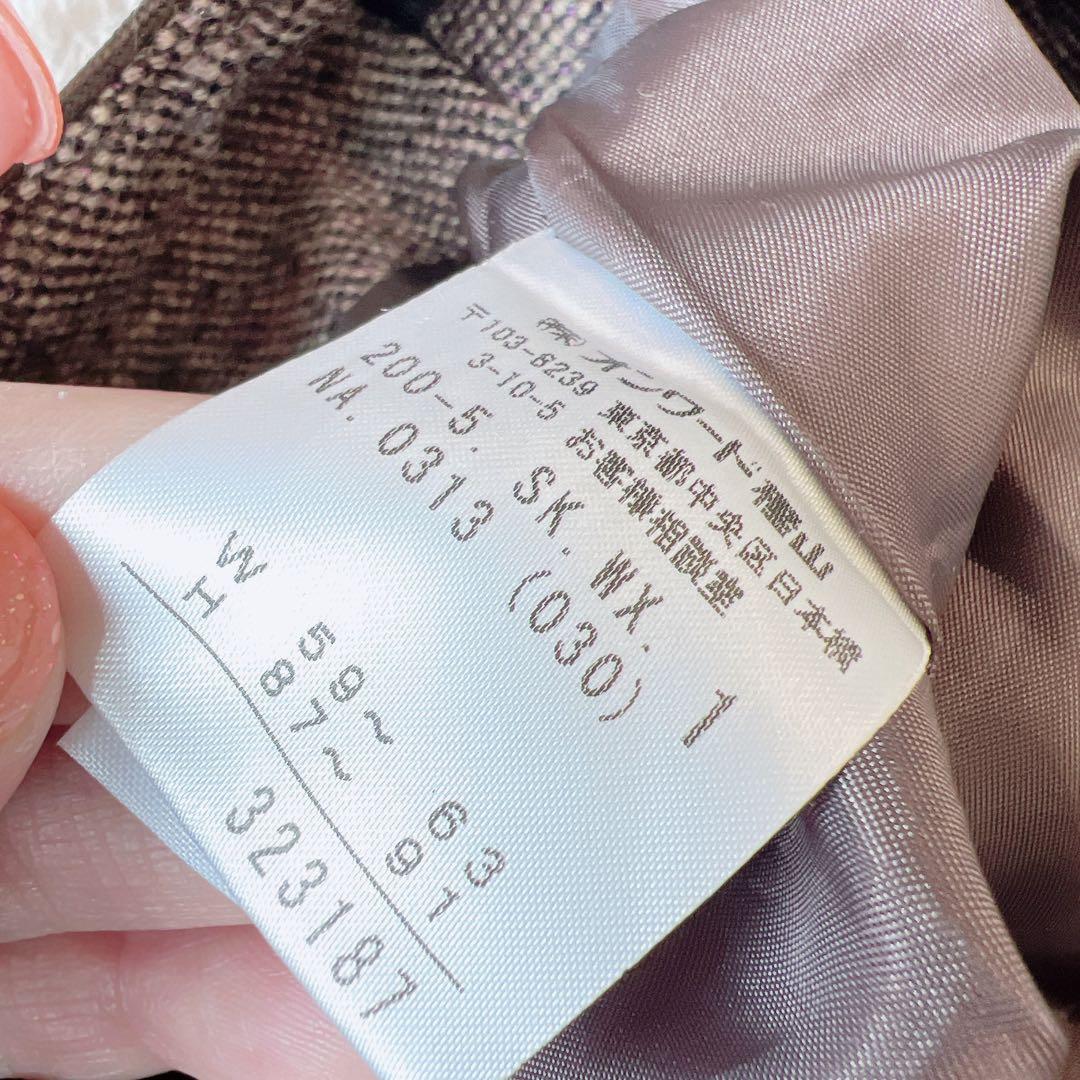 ㈱オンワード樫山
〒103-8239 東京都中央区日本橋
3-10-5 お客様相談室
200-5. SK. WX. 1
NA. 0313 (030)
W 59~ 63
H 87~ 91
323187